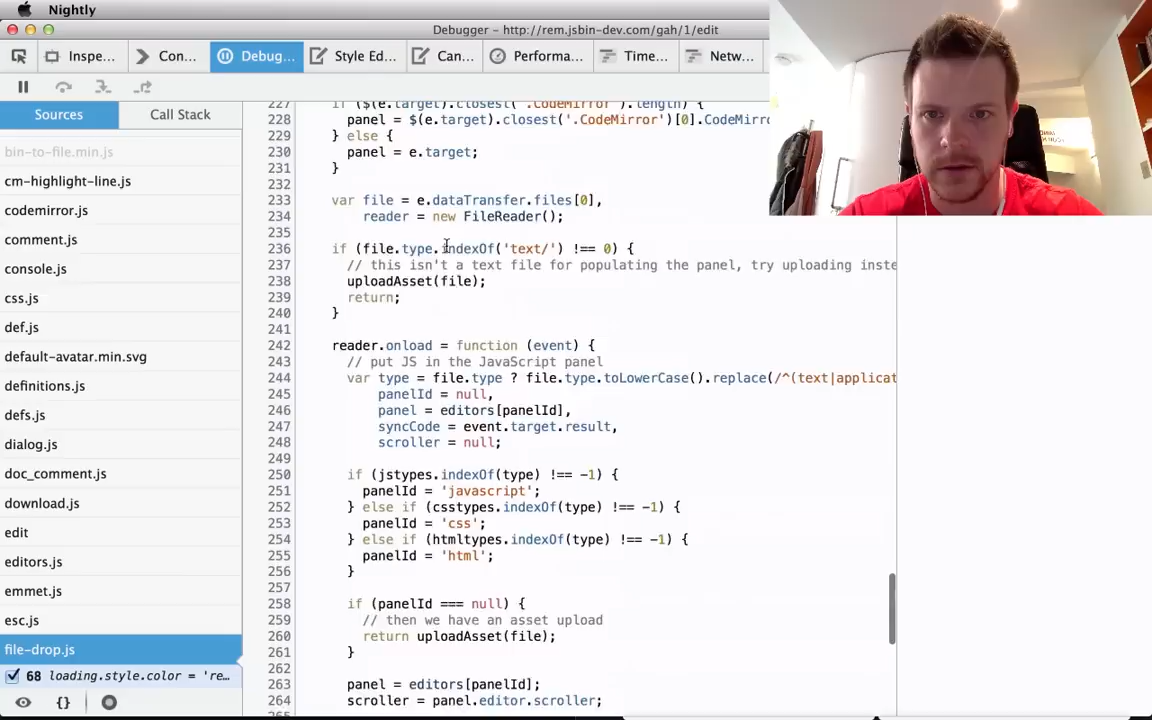 Nightly
Debugger - http://rem.jsbin-dev.com/gah/1/edit
Inspe... Con... Debug... Style Ed... Can... Performa... Time... Netw...
Sources Call Stack
bin-to-file.min.js
cm-highlight-line.js
codemirror.js
comment.js
console.js
css.js
def.js
default-avatar.min.svg
definitions.js
defs.js
dialog.js
doc_comment.js
download.js
edit
editors.js
emmet.js
esc.js
file-drop.js
68 loading.style.color = 're...
{}
227 if ($(e.target).closest('.CodeMirror').length) {
228 panel = $(e.target).closest('.CodeMirror')[0].CodeMirro
229 } else {
230 panel = e.target;
231 }
232
233 var file = e.dataTransfer.files[0],
234 reader = new FileReader();
235
236 if (file.type.indexOf('text/') !== 0) {
237 // this isn't a text file for populating the panel, try uploading inste
238 uploadAsset(file);
239 return;
240 }
241
242 reader.onload = function (event) {
243 // put JS in the JavaScript panel
244 var type = file.type ? file.type.toLowerCase().replace(/^(text|applicat
245 panelId = null,
246 panel = editors[panelId],
247 syncCode = event.target.result,
248 scroller = null;
249
250 if (jstypes.indexOf(type) !== -1) {
251 panelId = 'javascript';
252 } else if (csstypes.indexOf(type) !== -1) {
253 panelId = 'css';
254 } else if (htmltypes.indexOf(type) !== -1) {
255 panelId = 'html';
256 }
257
258 if (panelId === null) {
259 // then we have an asset upload
260 return uploadAsset(file);
261 }
262
263 panel = editors[panelId];
264 scroller = panel.editor.scroller;
265